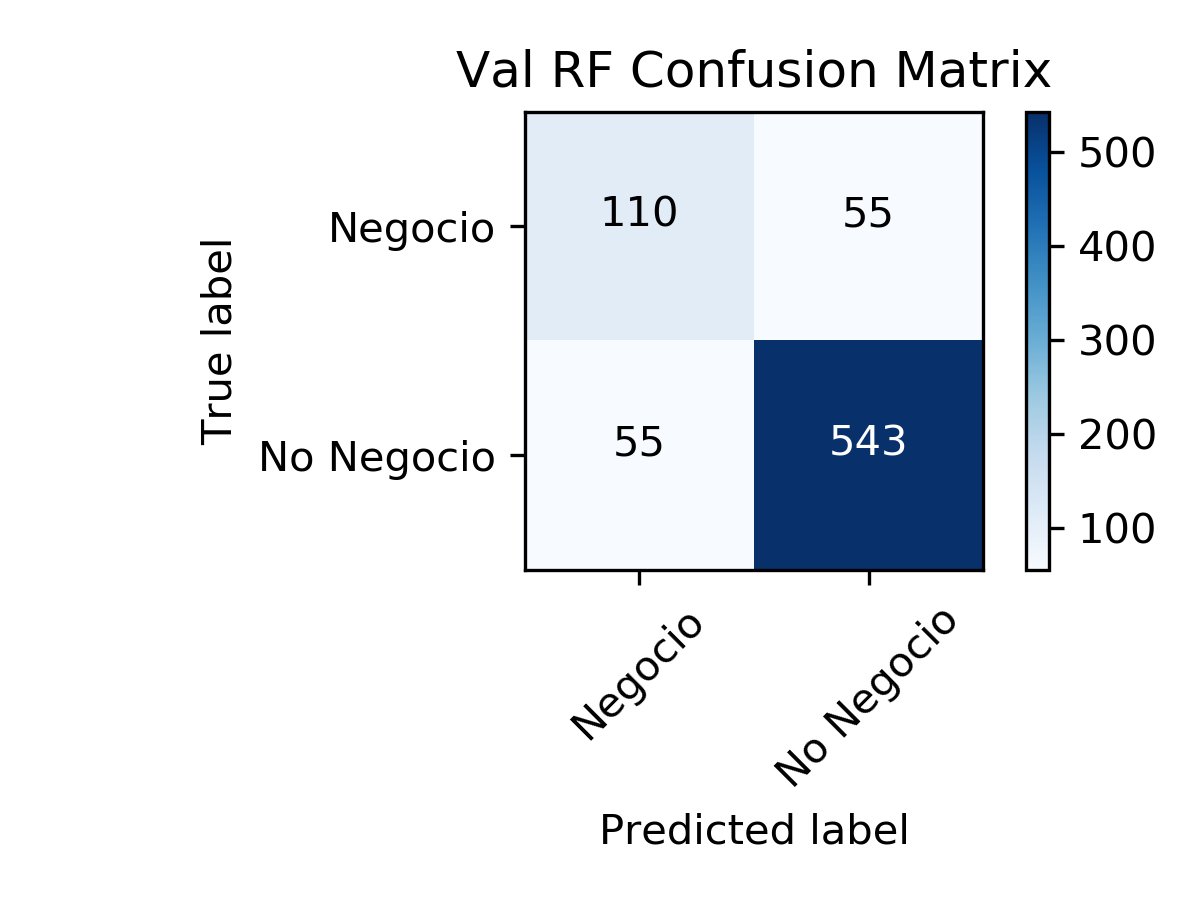 Val RF Confusion Matrix
True label
Negocio
No Negocio
110 55
55 543
Negocio
No Negocio
Predicted label
500
400
300
200
100